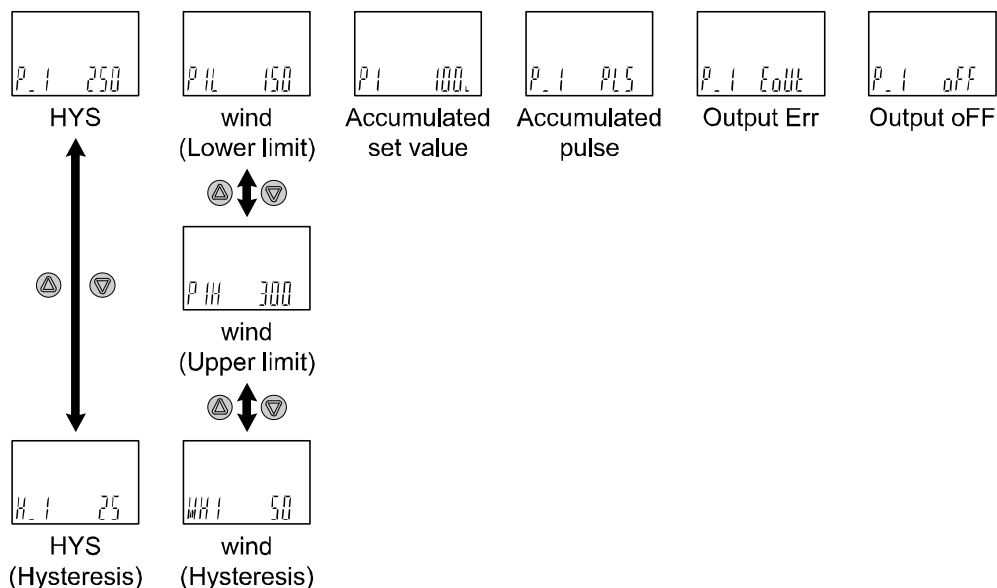 P_1 250
HYS
P1L 150
wind
(Lower limit)
P1 100.
Accumulated
set value
P_1 PLS
Accumulated
pulse
P_1 EoUt
Output Err
P_1 oFF
Output oFF
P1H 300
wind
(Upper limit)
H_1 25
HYS
(Hysteresis)
WH1 50
wind
(Hysteresis)